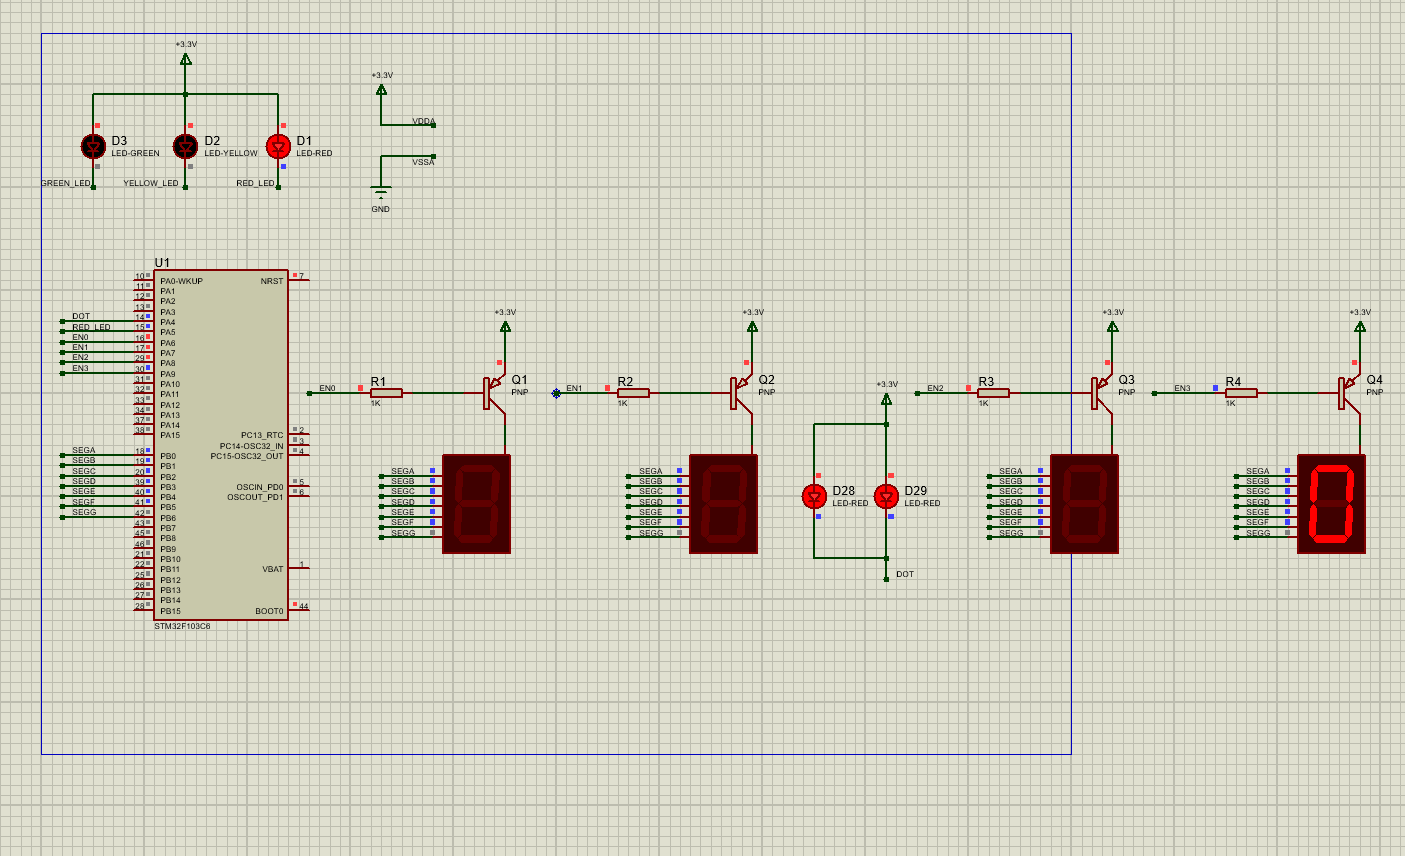 +3.3V
+3.3V
VDDA
D3
LED-GREEN
D2
LED-YELLOW
D1
LED-RED
VSSA
GREEN_LED
YELLOW_LED
RED_LED
GND
U1
10 PA0-WKUP NRST 7
11 PA1
12 PA2
13 PA3
DOT 14 PA4
RED_LED 15 PA5
EN0 16 PA6
EN1 17 PA7
EN2 29 PA8
EN3 30 PA9
31 PA10
32 PA11
33 PA12
34 PA13
37 PA14
38 PA15
PC13_RTC 2
PC14-OSC32_IN 3
PC15-OSC32_OUT 4
SEGA 18 PB0
SEGB 19 PB1
SEGC 20 PB2
SEGD 39 PB3
SEGE 40 PB4
SEGF 41 PB5
SEGG 42 PB6
43 PB7
45 PB8
46 PB9
21 PB10
22 PB11
25 PB12
26 PB13
27 PB14
28 PB15
OSCIN_PD0 5
OSCOUT_PD1 6
VBAT 1
BOOT0 44
STM32F103C6
+3.3V
EN0
R1
1K
Q1
PNP
SEGA
SEGB
SEGC
SEGD
SEGE
SEGF
SEGG
+3.3V
EN1
R2
1K
Q2
PNP
SEGA
SEGB
SEGC
SEGD
SEGE
SEGF
SEGG
+3.3V
D28
LED-RED
D29
LED-RED
DOT
+3.3V
EN2
R3
1K
Q3
PNP
SEGA
SEGB
SEGC
SEGD
SEGE
SEGF
SEGG
+3.3V
EN3
R4
1K
Q4
PNP
SEGA
SEGB
SEGC
SEGD
SEGE
SEGF
SEGG
0